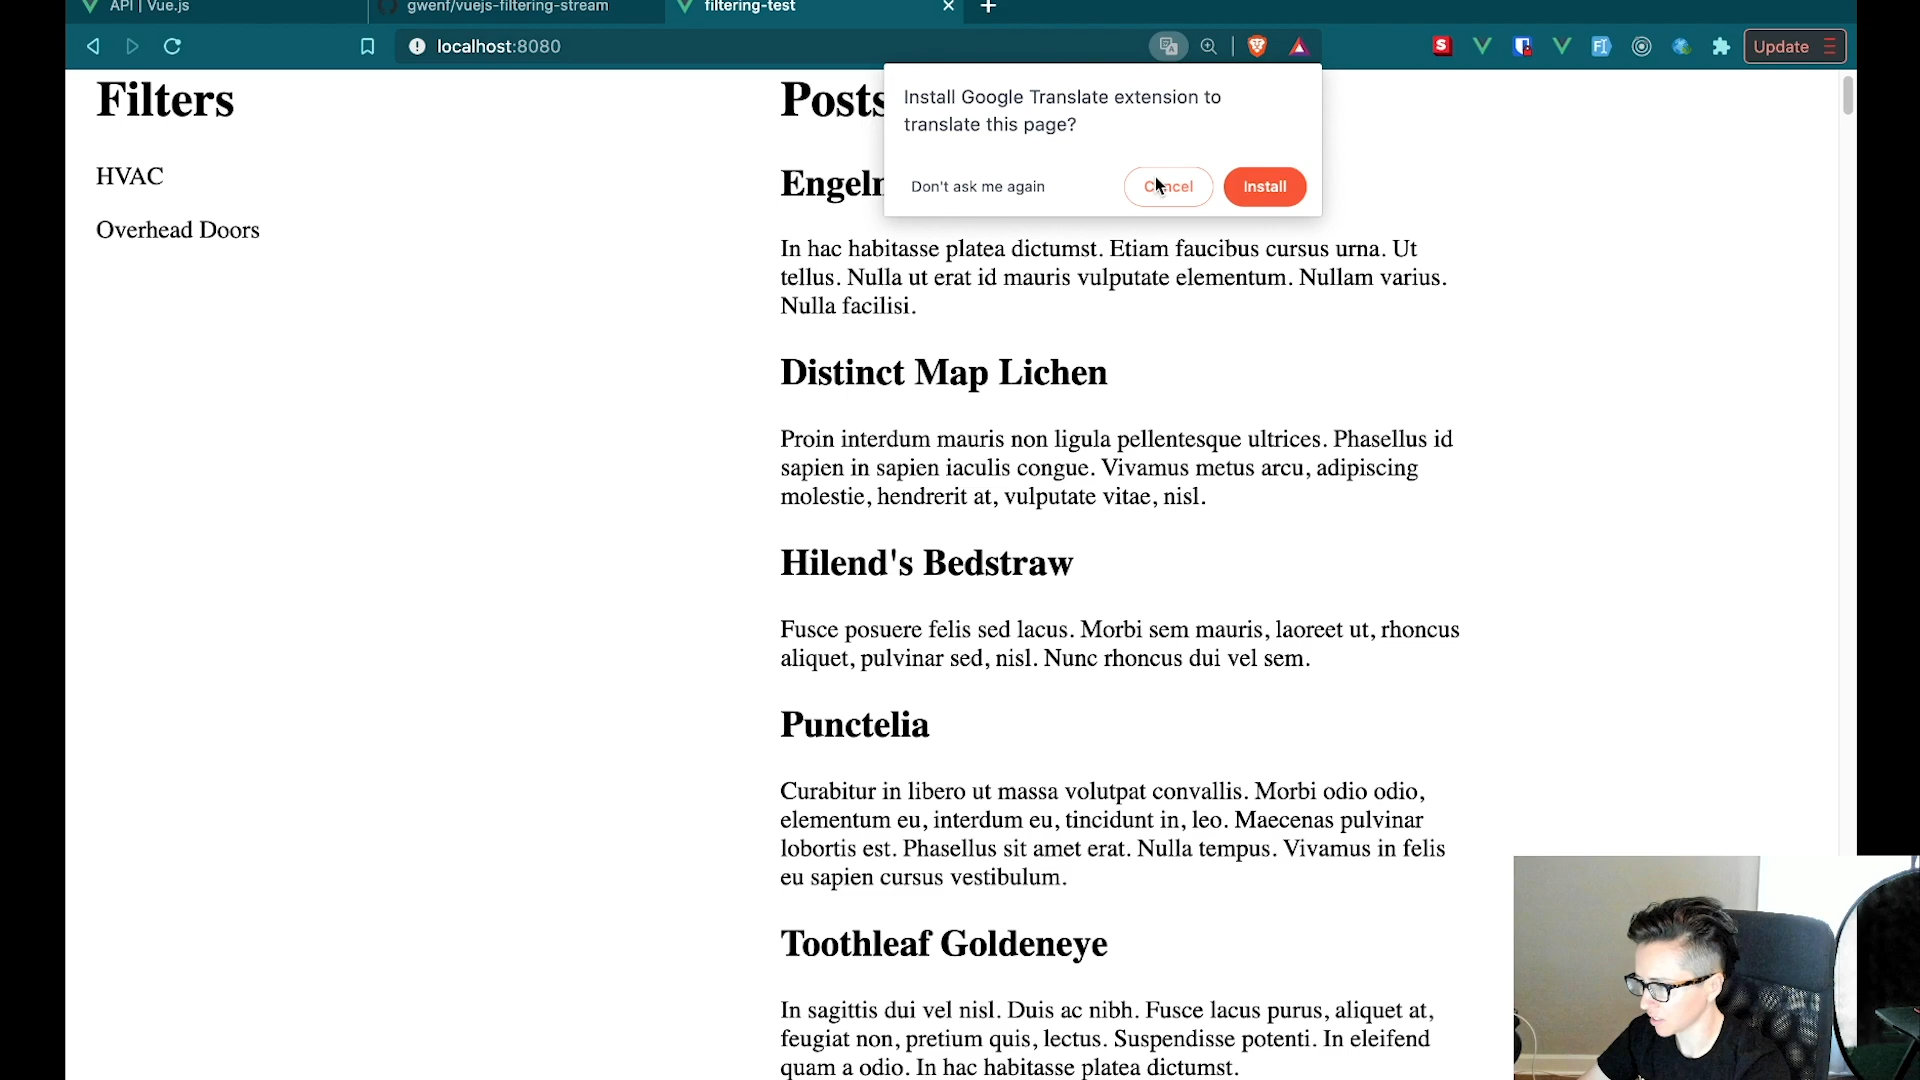 API | Vue.js
gwenf/vuejs-filtering-stream
filtering-test
localhost:8080
Update
Install Google Translate extension to
translate this page?
Don't ask me again
Install
Filters
HVAC
Overhead Doors
Posts
In hac habitasse platea dictumst. Etiam faucibus cursus urna. Ut
tellus. Nulla ut erat id mauris vulputate elementum. Nullam varius.
Nulla facilisi.
Distinct Map Lichen
Proin interdum mauris non ligula pellentesque ultrices. Phasellus id
sapien in sapien iaculis congue. Vivamus metus arcu, adipiscing
molestie, hendrerit at, vulputate vitae, nisl.
Hilend's Bedstraw
Fusce posuere felis sed lacus. Morbi sem mauris, laoreet ut, rhoncus
aliquet, pulvinar sed, nisl. Nunc rhoncus dui vel sem.
Punctelia
Curabitur in libero ut massa volutpat convallis. Morbi odio odio,
elementum eu, interdum eu, tincidunt in, leo. Maecenas pulvinar
lobortis est. Phasellus sit amet erat. Nulla tempus. Vivamus in felis
eu sapien cursus vestibulum.
Toothleaf Goldeneye
In sagittis dui vel nisl. Duis ac nibh. Fusce lacus purus, aliquet at,
feugiat non, pretium quis, lectus. Suspendisse potenti. In eleifend
quam a odio. In hac habitasse platea dictumst.